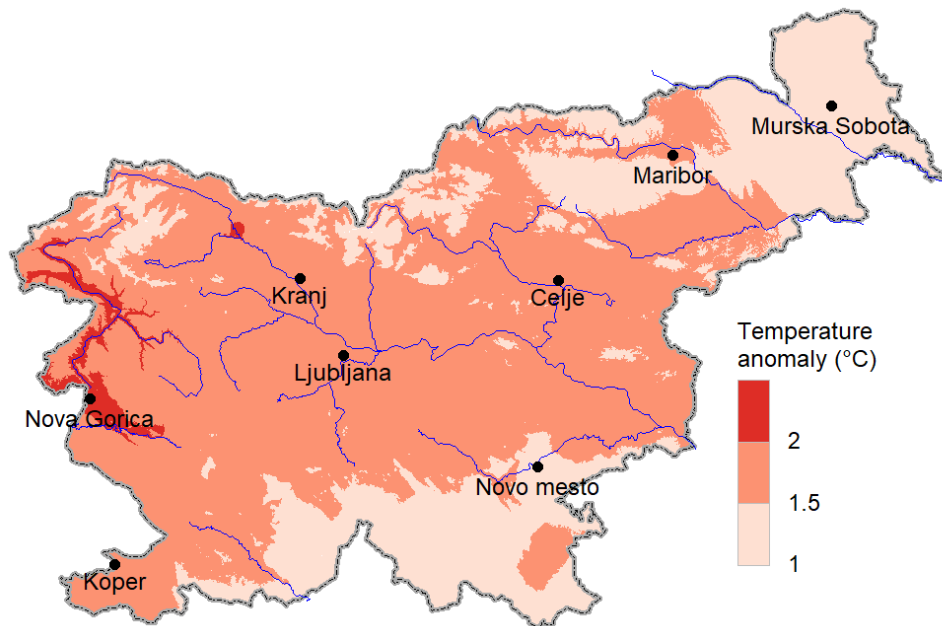 Murska Sobota
Maribor
Kranj
Celje
Ljubljana
Nova Gorica
Novo mesto
Koper
Temperature
anomaly (°C)
2
1.5
1